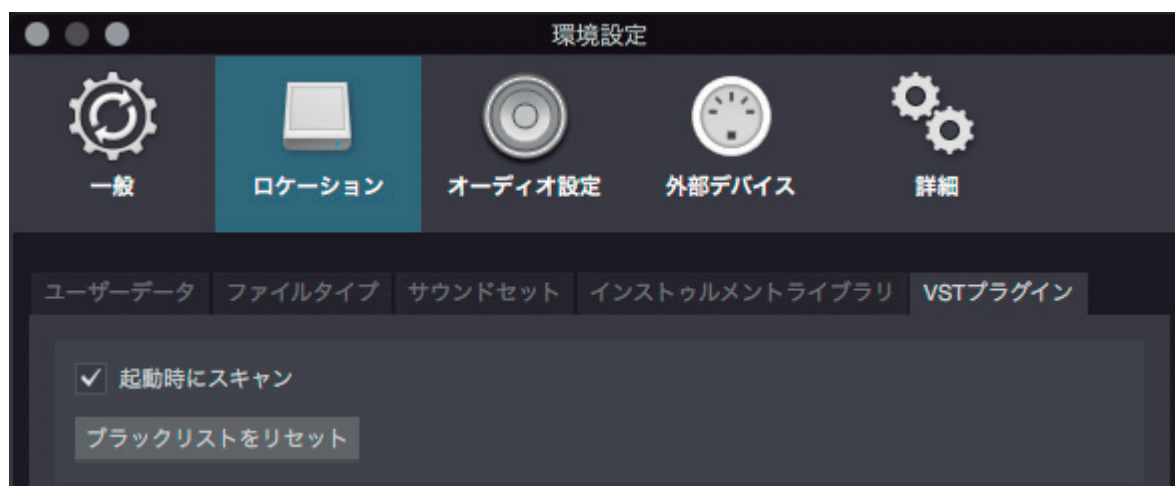 環境設定
一般 ロケーション オーディオ設定 外部デバイス 詳細
ユーザーデータ ファイルタイプ サウンドセット インストゥルメントライブラリ VSTプラグイン
起動時にスキャン
ブラックリストをリセット